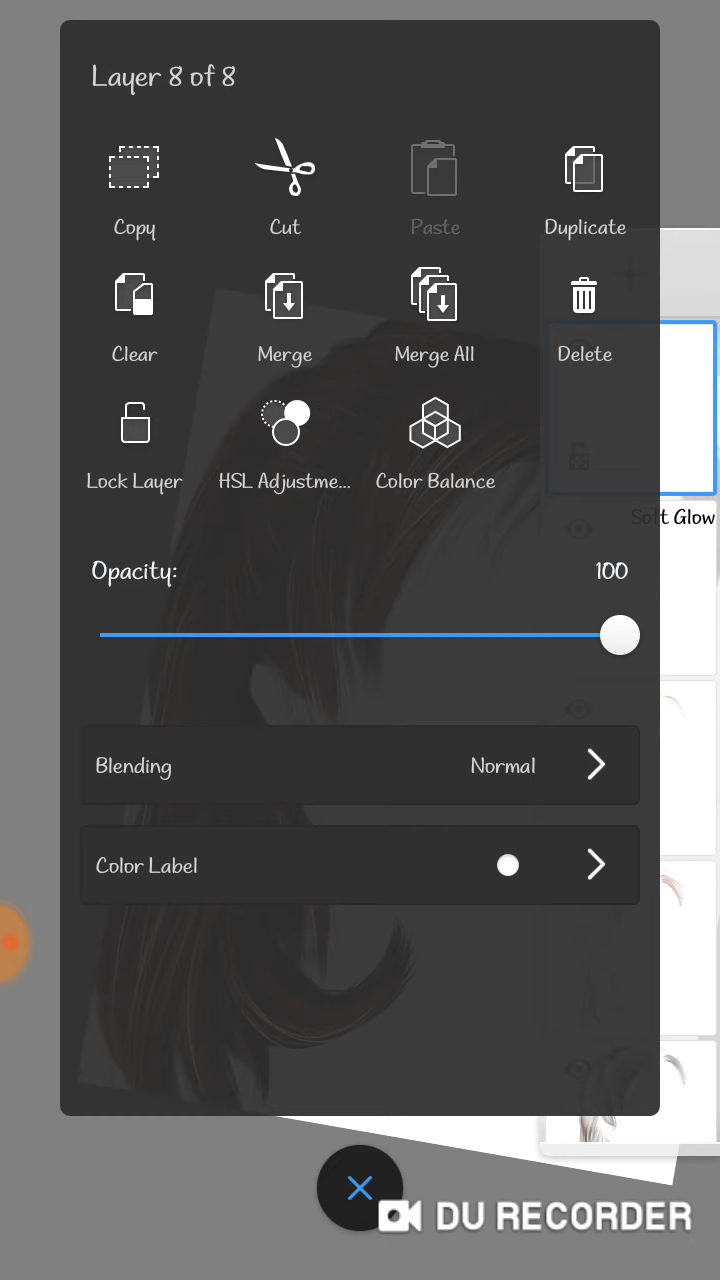 Layer 8 of 8
Copy Cut Paste Duplicate
Clear Merge Merge All Delete
Lock Layer HSL Adjustme... Color Balance
Soft Glow
Opacity: 100
Blending Normal
Color Label
DU RECORDER